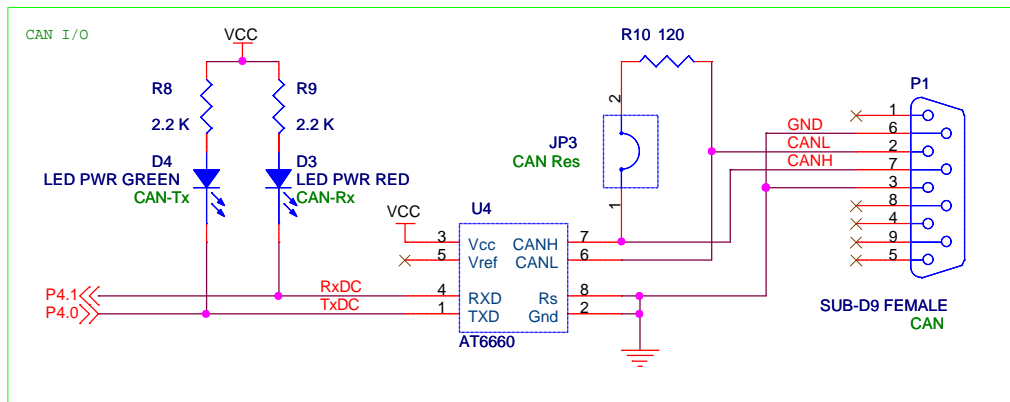 CAN I/O
VCC
R8
2.2 K
R9
2.2 K
D4
LED PWR GREEN
CAN-Tx
D3
LED PWR RED
CAN-Rx
R10 120
2
JP3
CAN Res
1
P1
GND
CANL
CANH
1
6
2
7
3
8
4
9
5
SUB-D9 FEMALE
CAN
VCC
U4
3 Vcc CANH 7
5 Vref CANL 6
P4.1 RxDC 4 RXD Rs 8
P4.0 TxDC 1 TXD Gnd 2
AT6660